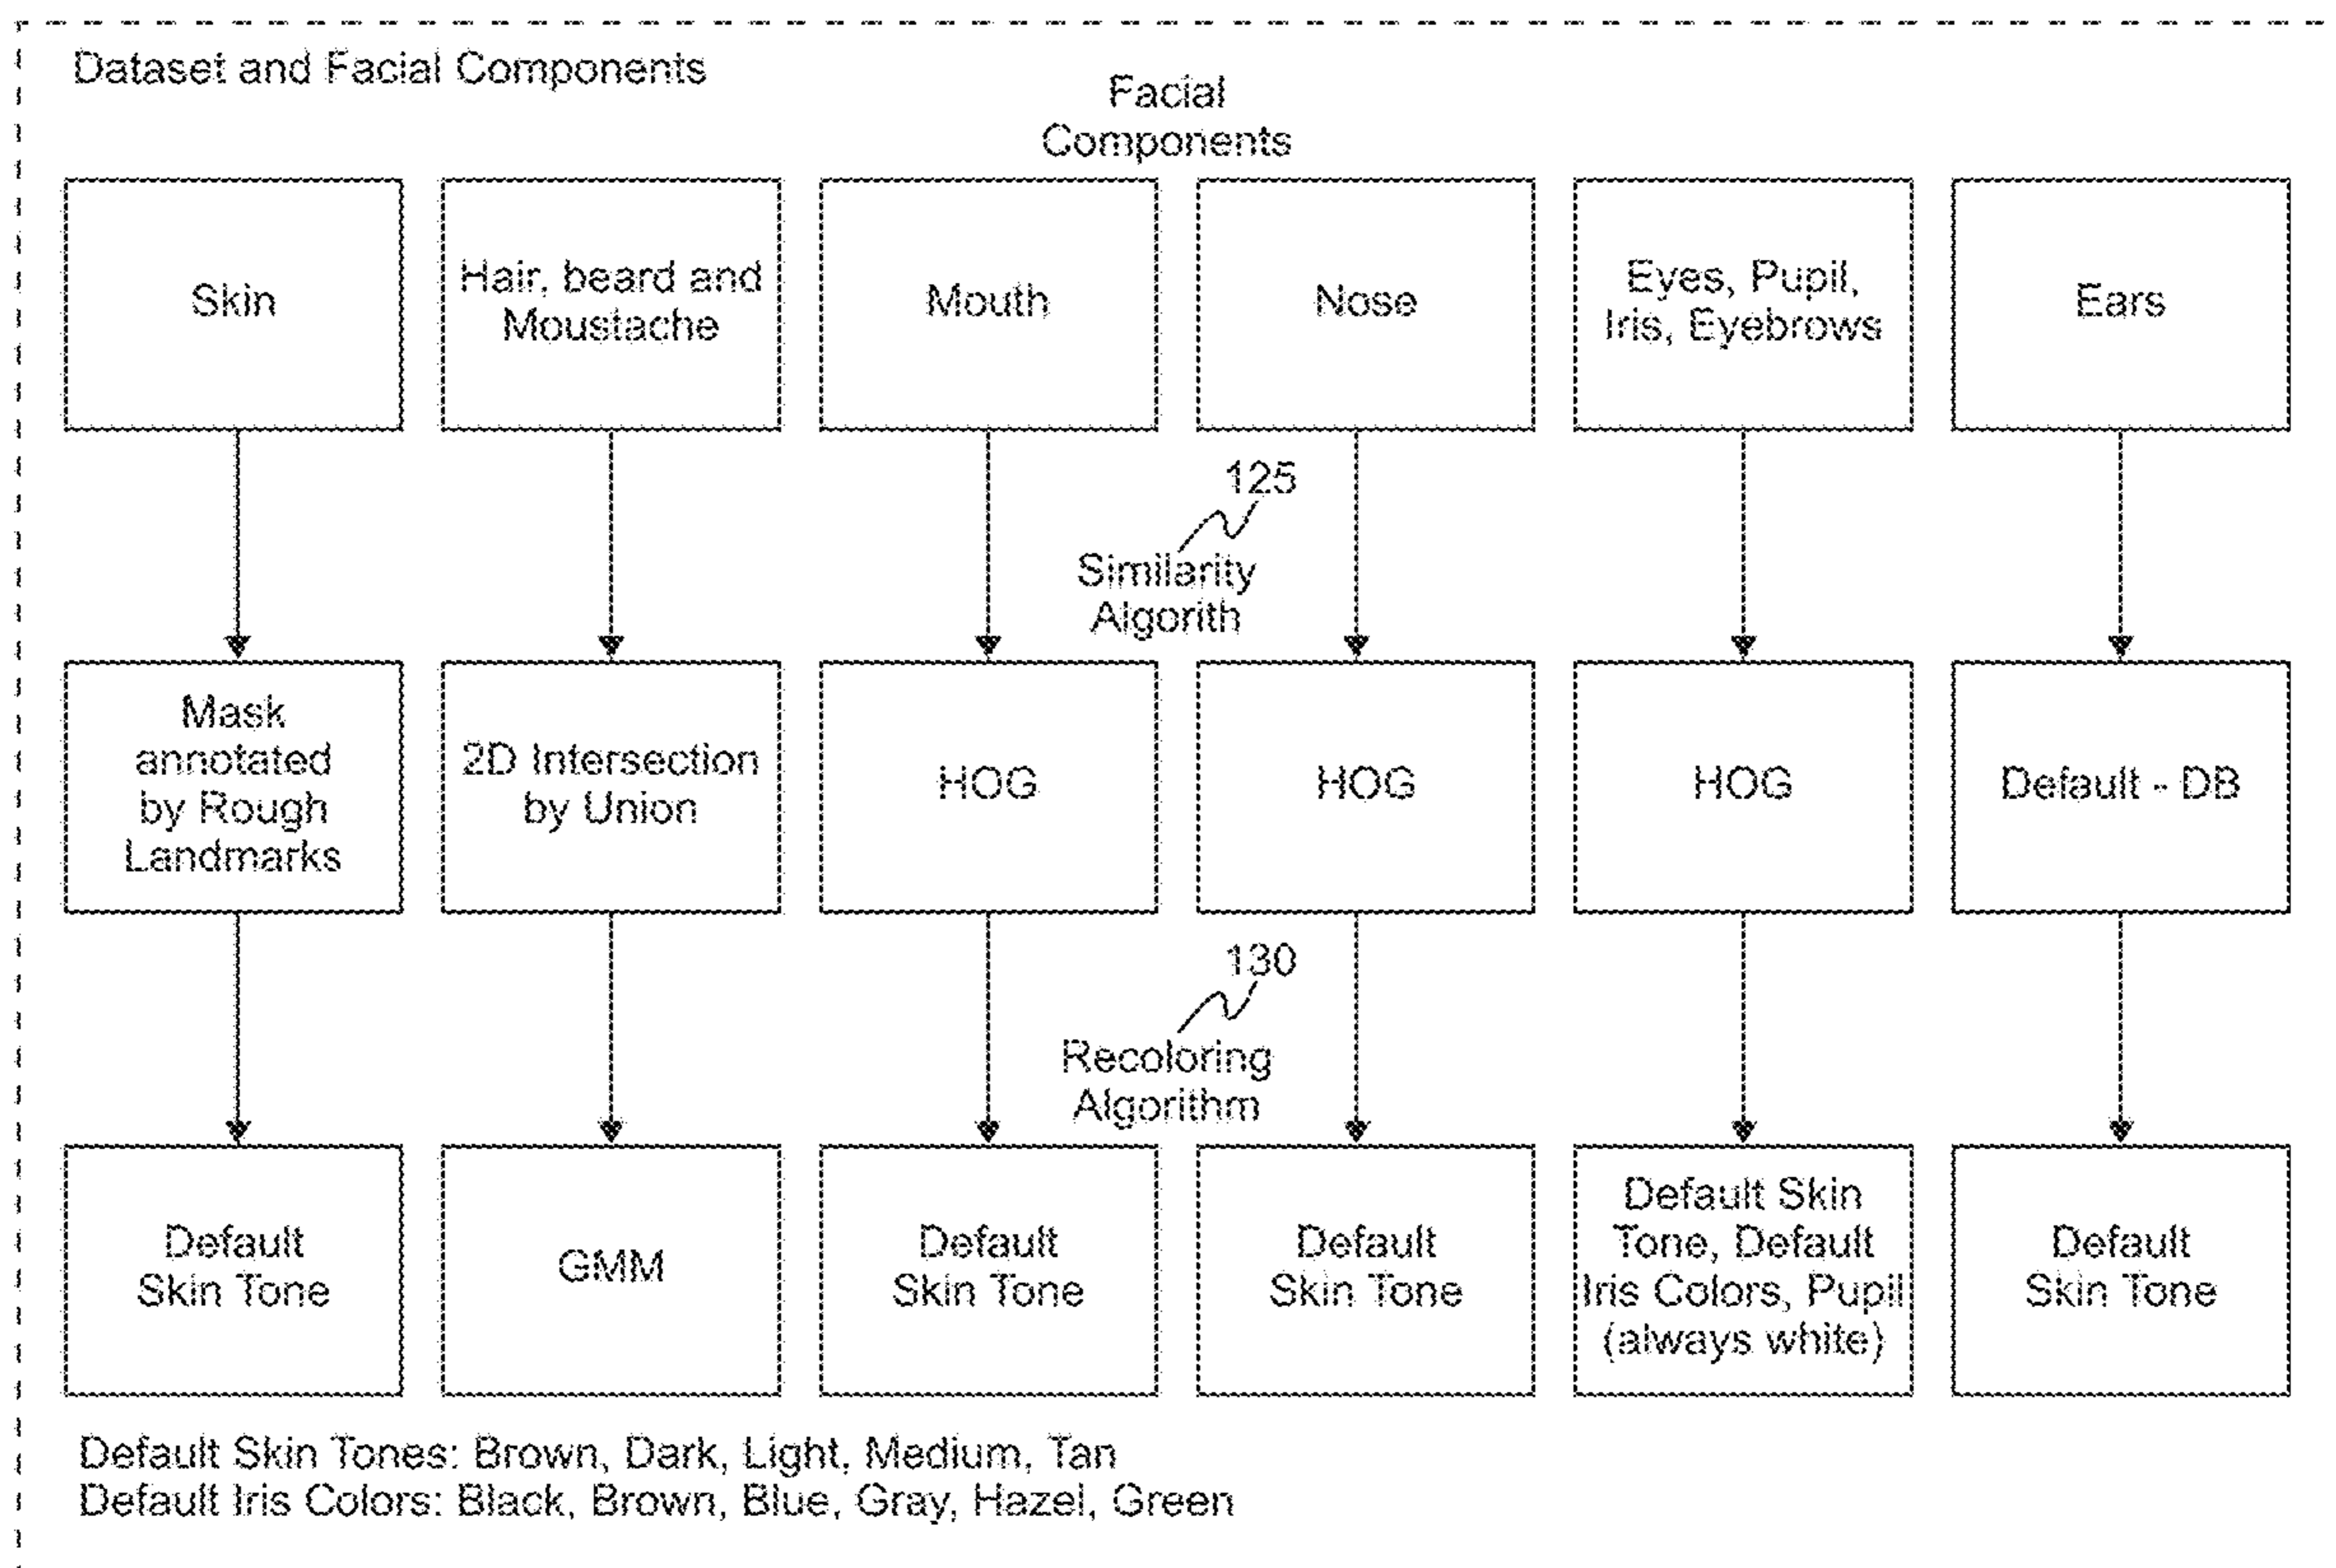 Dataset and Facial Components
Facial
Components
Skin
Hair, beard and
Moustache
Mouth
Nose
Eyes, Pupil,
Iris, Eyebrows
Ears
125
Similarity
Algorith
Mask
annotated
by Rough
Landmarks
2D Intersection
by Union
HOG
HOG
HOG
Default - DB
130
Recoloring
Algorithm
Default
Skin Tone
GMM
Default
Skin Tone
Default
Skin Tone
Default Skin
Tone, Default
Iris Colors, Pupil
(always white)
Default
Skin Tone
Default Skin Tones: Brown, Dark, Light, Medium, Tan
Default Iris Colors: Black, Brown, Blue, Gray, Hazel, Green